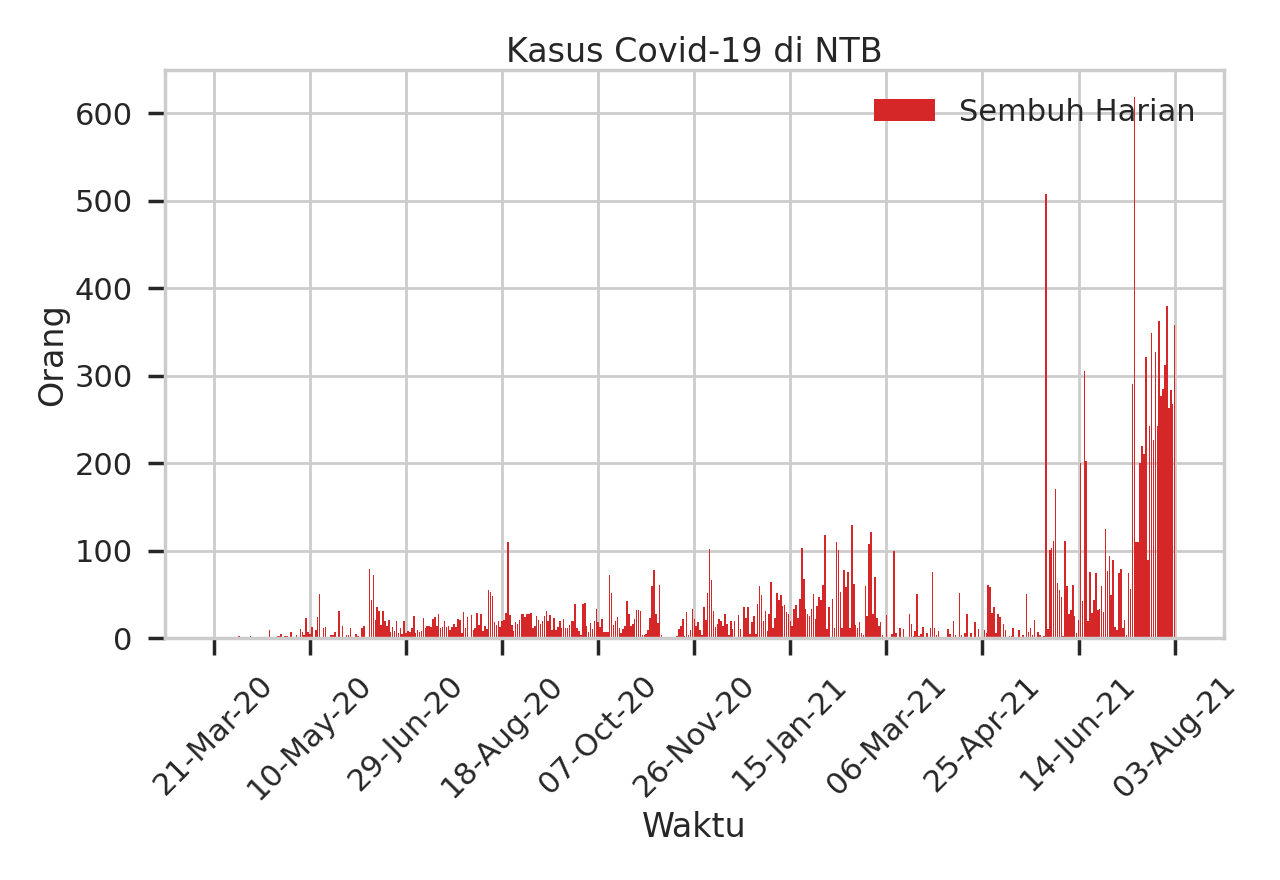 Kasus Covid-19 di NTB
Sembuh Harian
Orang
600
500
400
300
200
100
0
21-Mar-20
10-May-20
29-Jun-20
18-Aug-20
07-Oct-20
26-Nov-20
15-Jan-21
06-Mar-21
25-Apr-21
14-Jun-21
03-Aug-21
Waktu